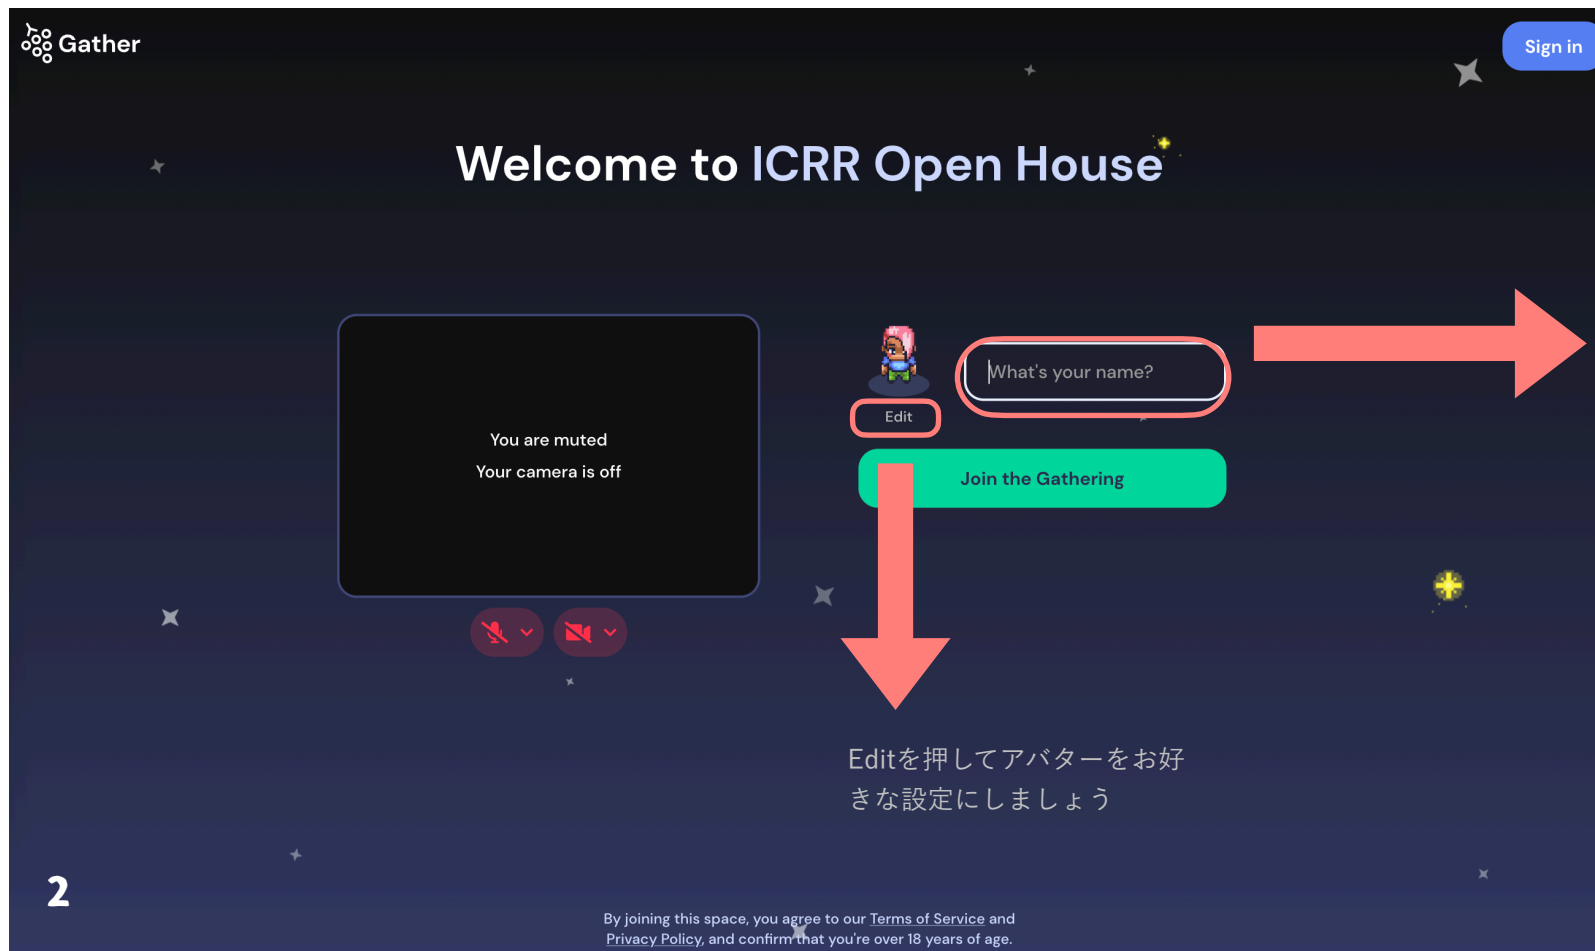 Gather
Sign in
Welcome to ICRR Open House
What's your name?
Edit
You are muted
Your camera is off
Join the Gathering
Editを押してアバターをお好
きな設定にしましょう
2
By joining this space, you agree to our Terms of Service and
Privacy Policy, and confirm that you're over 18 years of age.